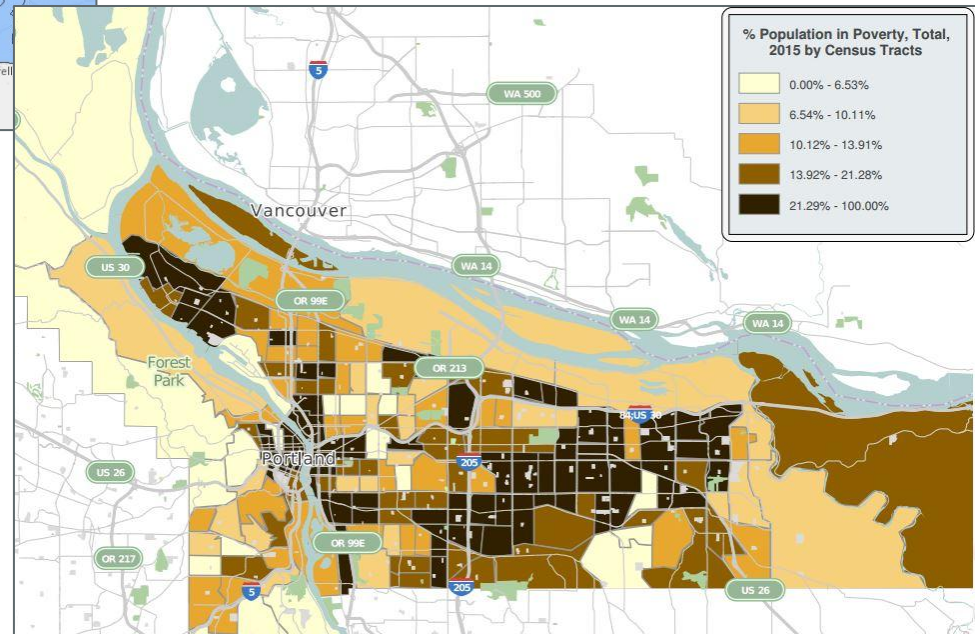 % Population in Poverty, Total,
2015 by Census Tracts
0.00% - 6.53%
6.54% - 10.11%
10.12% - 13.91%
13.92% - 21.28%
21.29% - 100.00%
5
WA 500
Vancouver
US 30
WA 14
OR 99E
WA 14
WA 14
Forest
Park
OR 213
84;US 30
Portland
205
US 26
OR 99E
OR 217
5
205
US 26